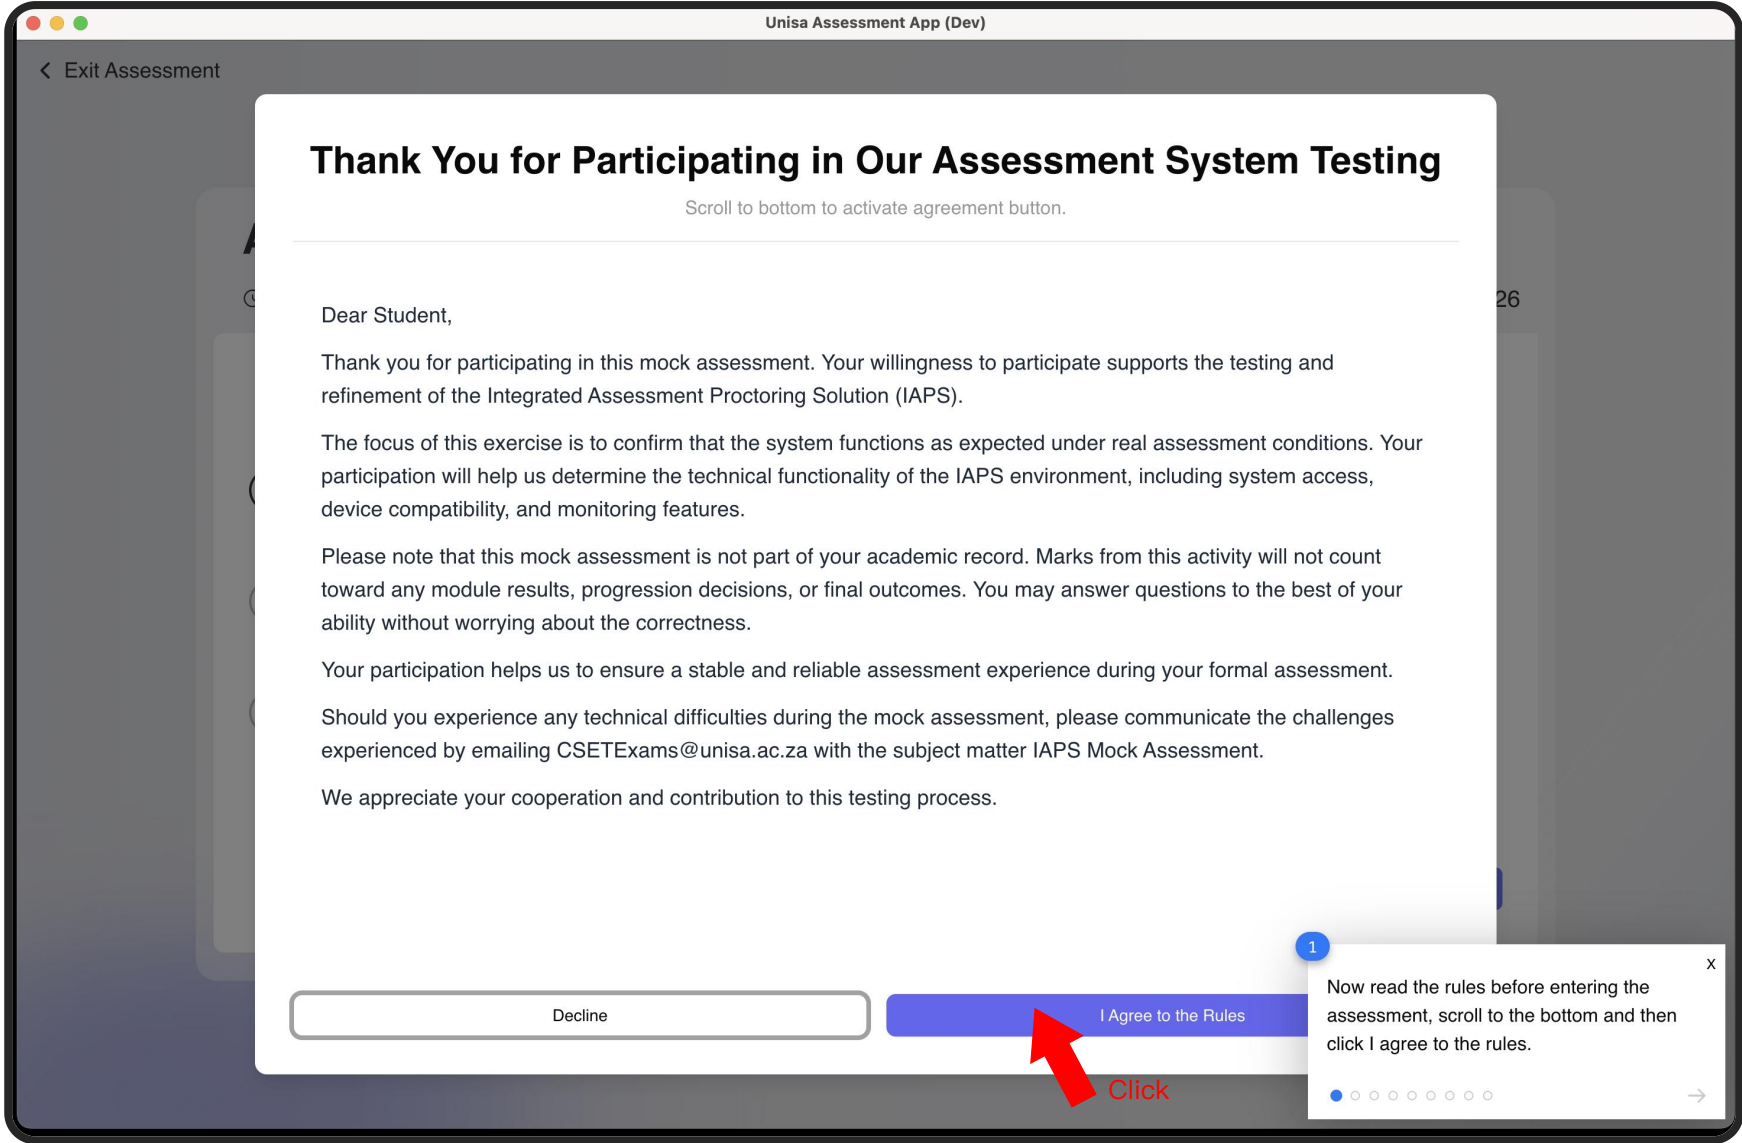 Unisa Assessment App (Dev)
Exit Assessment
Thank You for Participating in Our Assessment System Testing
Scroll to bottom to activate agreement button.
26
Dear Student,
Thank you for participating in this mock assessment. Your willingness to participate supports the testing and
refinement of the Integrated Assessment Proctoring Solution (IAPS).
The focus of this exercise is to confirm that the system functions as expected under real assessment conditions. Your
participation will help us determine the technical functionality of the IAPS environment, including system access,
device compatibility, and monitoring features.
Please note that this mock assessment is not part of your academic record. Marks from this activity will not count
toward any module results, progression decisions, or final outcomes. You may answer questions to the best of your
ability without worrying about the correctness.
Your participation helps us to ensure a stable and reliable assessment experience during your formal assessment.
Should you experience any technical difficulties during the mock assessment, please communicate the challenges
experienced by emailing CSETExams@unisa.ac.za with the subject matter IAPS Mock Assessment.
We appreciate your cooperation and contribution to this testing process.
Decline
I Agree to the Rules
Click
1
X
Now read the rules before entering the
assessment, scroll to the bottom and then
click I agree to the rules.